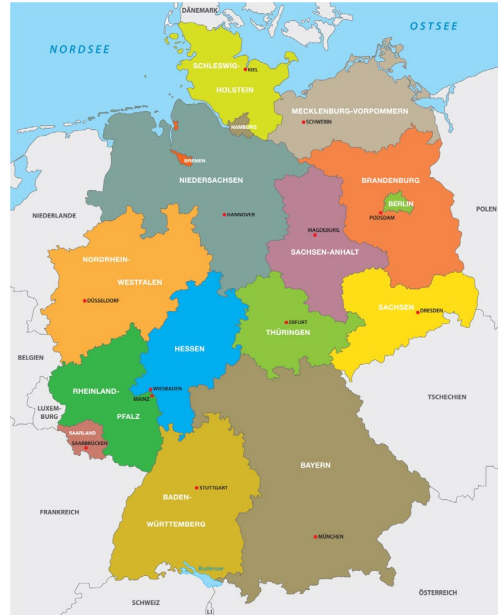 DÄNEMARK
OSTSEE
NORDSEE
SCHLESWIG-
KIEL
HOLSTEIN
MECKLENBURG-VORPOMMERN
SCHWERIN
HAMBURG
BREMEN
NIEDERSACHSEN
BRANDENBURG
BERLIN
PODSDAM
POLEN
NIEDERLANDE
HANNOVER
MAGDEBURG
SACHSEN-ANHALT
NORDRHEIN-
WESTFALEN
DÜSSELDORF
SACHSEN
DRESDEN
ERFURT
THÜRINGEN
HESSEN
BELGIEN
RHEINLAND-
PFALZ
WIESBADEN
MAINZ
TSCHECHIEN
LUXEM-
BURG
SAARLAND
SAARBRÜCKEN
BAYERN
STUTTGART
BADEN-
WÜRTTEMBERG
FRANKREICH
MÜNCHEN
Bodensee
ÖSTERREICH
SCHWEIZ
LI